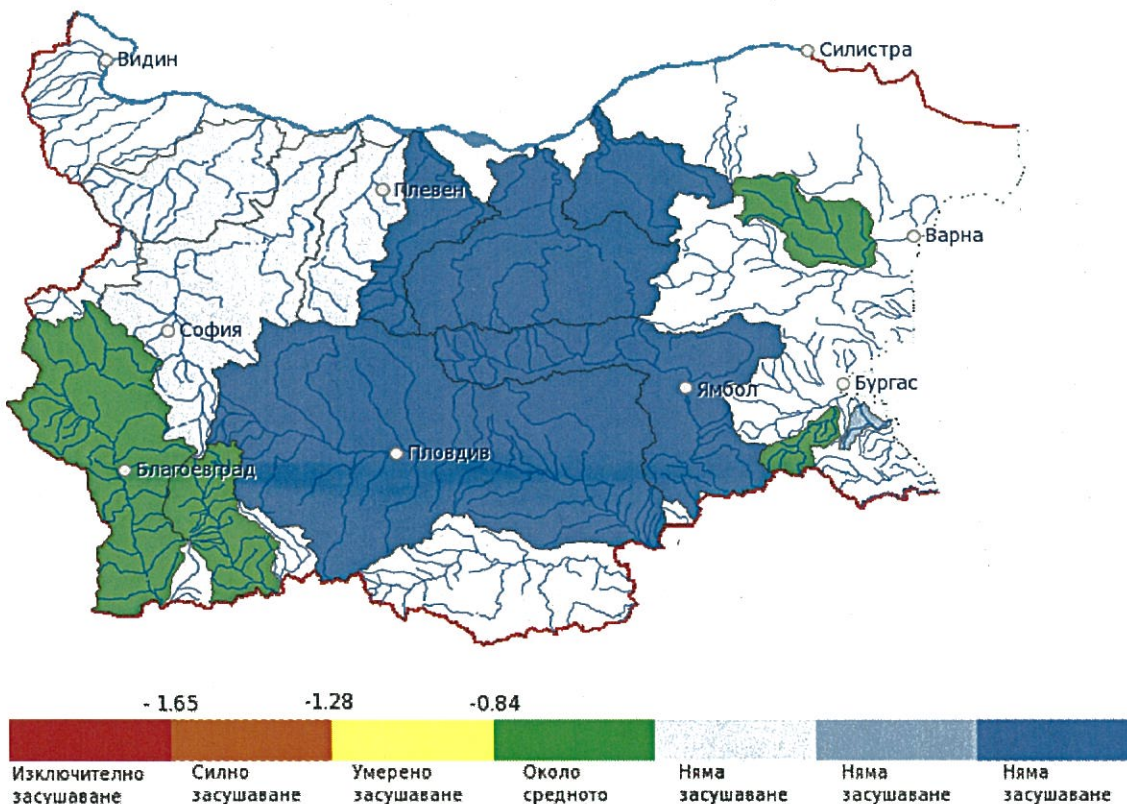 Видин
Силистра
Плевен
Варна
София
Ямбол
Бургас
Пловдив
Благоевград
- 1.65
-1.28
-0.84
Изключително засушаване
Силно засушаване
Умерено засушаване
Около средното
Няма засушаване
Няма засушаване
Няма засушаване